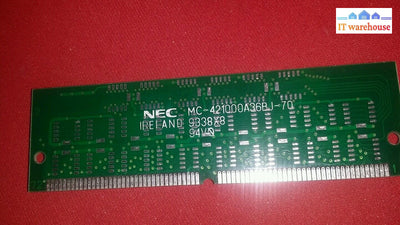 IT warehouse
NEC MC-421000A36BJ-70
IRELAND 9338X8
94V0